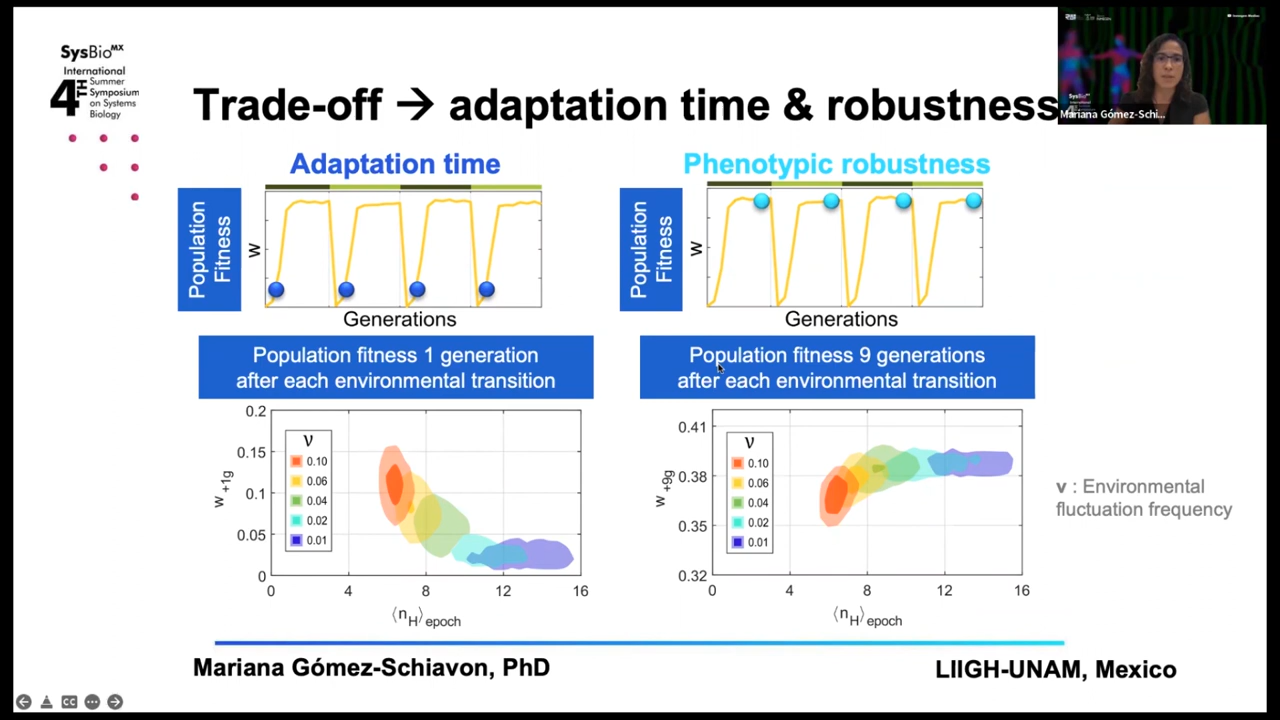 SysBioMX
International
4TH Summer
Symposium
on Systems
Biology
Trade-off → adaptation time & robustness
Mariana Gómez-Schi...
Adaptation time
Population
Fitness
w
Generations
Population fitness 1 generation
after each environmental transition
0.2
0.15
0.1
0.05
0
w +1g
ν
0.10
0.06
0.04
0.02
0.01
0 4 8 12 16
⟨nH⟩epoch
Phenotypic robustness
Population
Fitness
w
Generations
Population fitness 9 generations
after each environmental transition
0.41
0.38
0.35
0.32
w +9g
ν
0.10
0.06
0.04
0.02
0.01
0 4 8 12 16
⟨nH⟩epoch
v : Environmental
fluctuation frequency
Mariana Gómez-Schiavon, PhD
LIIGH-UNAM, Mexico
CC